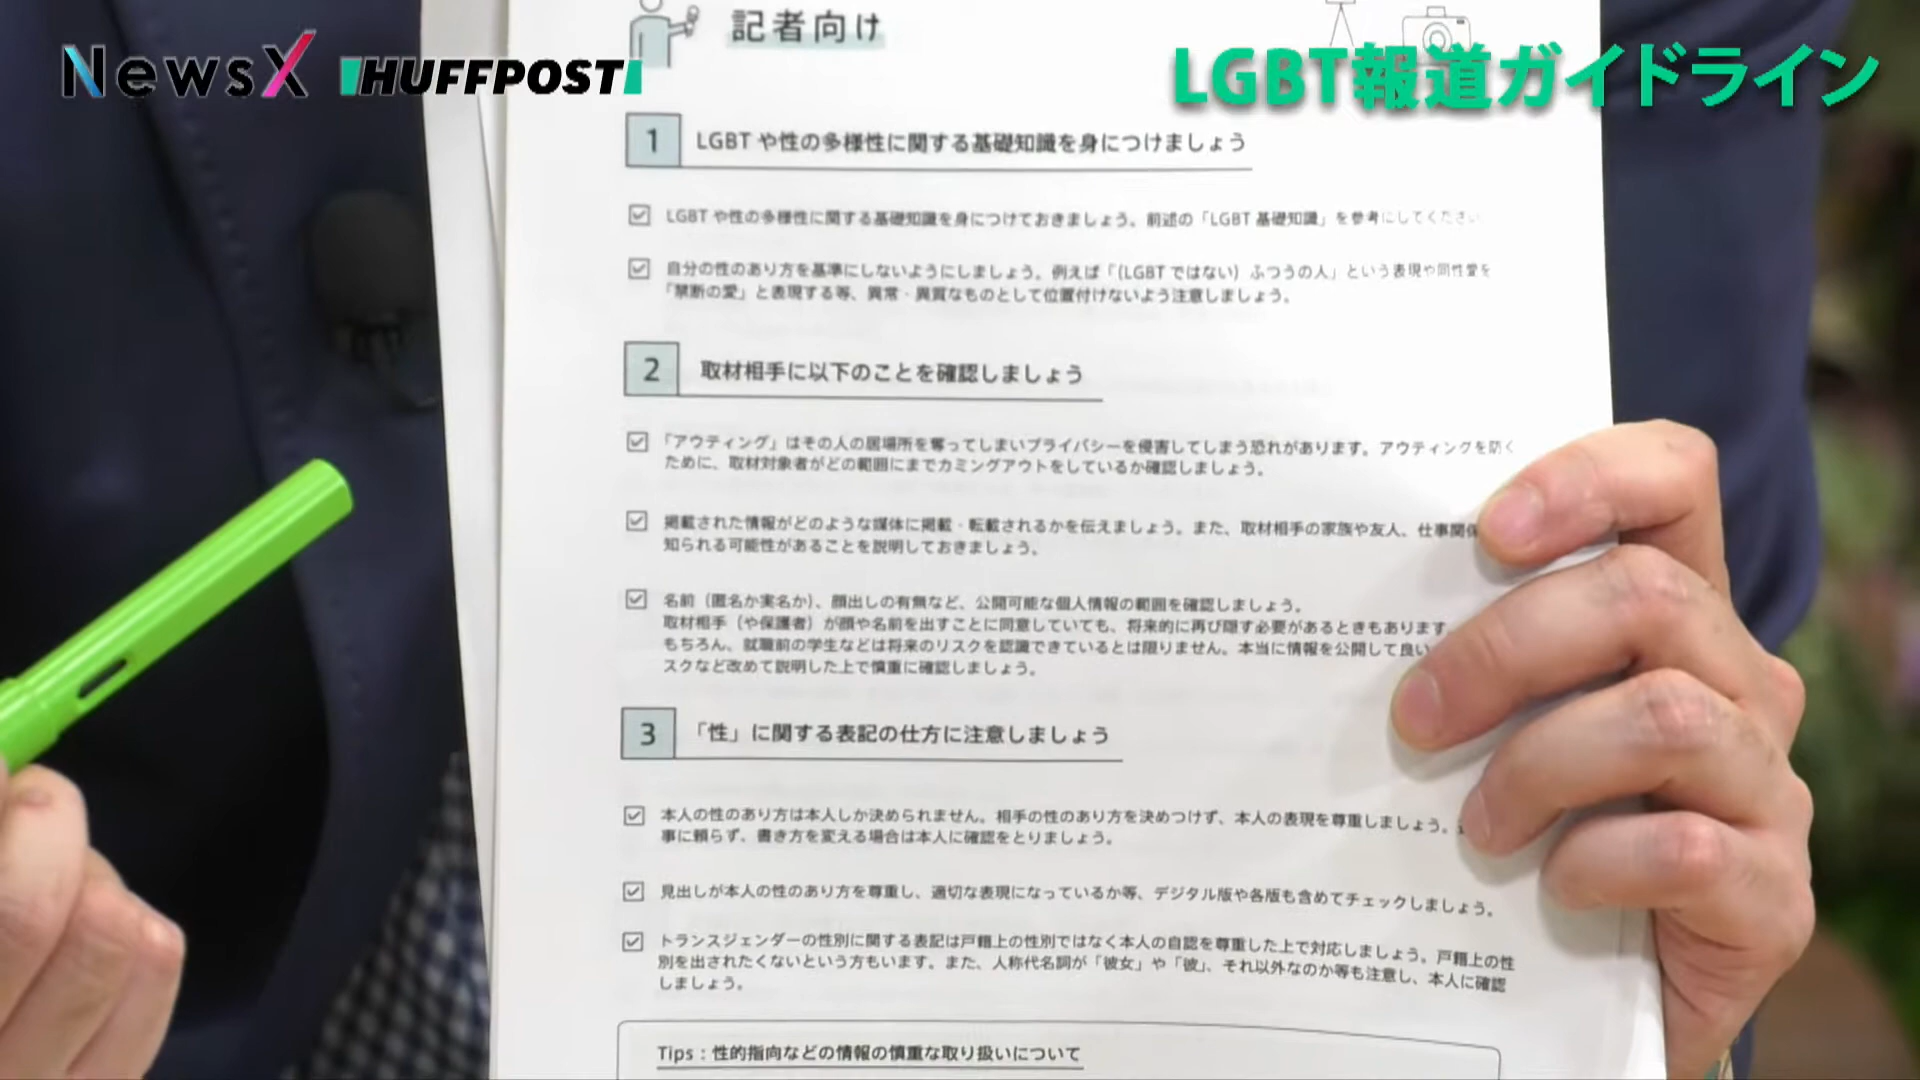 NewsX HUFFPOST
LGBT報道ガイドライン
記者向け
1 LGBTや性の多様性に関する基礎知識を身につけましょう
LGBTや性の多様性に関する基礎知識を身につけておきましょう。前述の「LGBT基礎知識」を参考にしてください
自分の性のあり方を基準にしないようにしましょう。例えば「(LGBTではない)ふつうの人」という表現や同性愛を
「禁断の愛」と表現する等、異常・異質なものとして位置付けないよう注意しましょう。
2 取材相手に以下のことを確認しましょう
「アウティング」はその人の居場所を奪ってしまいプライバシーを侵害してしまう恐れがあります。アウティングを防ぐ
ために、取材対象者がどの範囲にまでカミングアウトをしているか確認しましょう。
掲載された情報がどのような媒体に掲載・転載されるかを伝えましょう。また、取材相手の家族や友人、仕事関係
知られる可能性があることを説明しておきましょう。
名前(匿名か実名か)、顔出しの有無など、公開可能な個人情報の範囲を確認しましょう。
取材相手(や保護者)が顔や名前を出すことに同意していても、将来的に再び隠す必要があるときもあります
もちろん、就職前の学生などは将来のリスクを認識できているとは限りません。本当に情報を公開して良い
スクなど改めて説明した上で慎重に確認しましょう。
3 「性」に関する表記の仕方に注意しましょう
本人の性のあり方は本人しか決められません。相手の性のあり方を決めつけず、本人の表現を尊重しましょう。
事に頼らず、書き方を変える場合は本人に確認をとりましょう。
見出しが本人の性のあり方を尊重し、適切な表現になっているか等、デジタル版や各版も含めてチェックしましょう。
トランスジェンダーの性別に関する表記は戸籍上の性別ではなく本人の自認を尊重した上で対応しましょう。戸籍上の性
別を出されたくないという方もいます。また、人称代名詞が「彼女」や「彼」、それ以外なのか等も注意し、本人に確認
しましょう。
Tips：性的指向などの情報の慎重な取り扱いについて